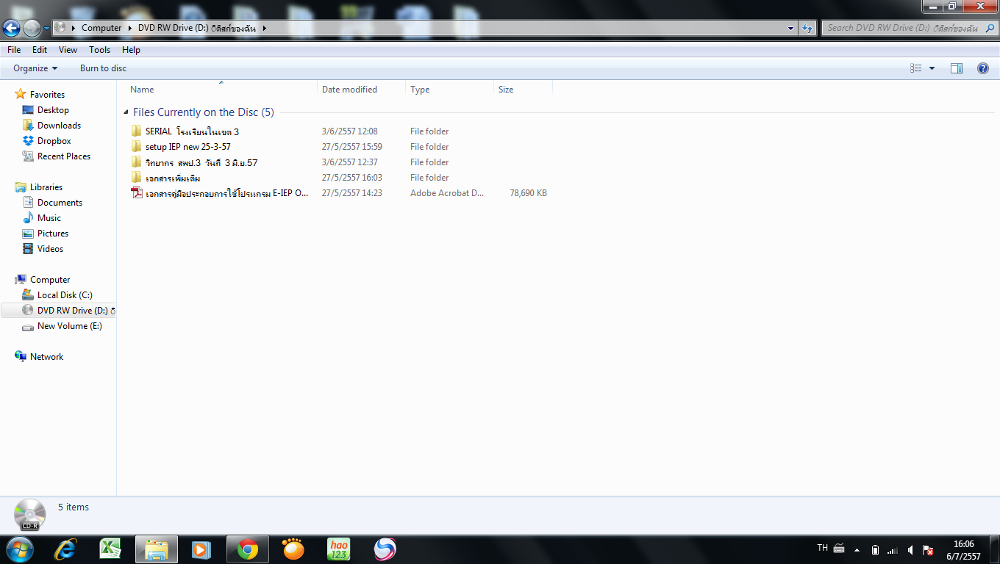 Computer ▸ DVD RW Drive (D:) ิดิสก์ของฉัน
Search DVD RW Drive (D:) ิดิสก์ของฉัน
File Edit View Tools Help
Organize Burn to disc
Name Date modified Type Size
Files Currently on the Disc (5)
SERIAL โรงเรียนในเขต 3 3/6/2557 12:08 File folder
setup IEP new 25-3-57 27/5/2557 15:59 File folder
วิทยากร สพป.3 วันที่ 3 มิ.ย.57 3/6/2557 12:37 File folder
เอกสารเพิ่มเติม 27/5/2557 16:03 File folder
เอกสารคู่มือประกอบการใช้โปรแกรม E-IEP O... 27/5/2557 14:23 Adobe Acrobat D... 78,690 KB
Favorites
Desktop
Downloads
Dropbox
Recent Places
Libraries
Documents
Music
Pictures
Videos
Computer
Local Disk (C:)
DVD RW Drive (D:) ิ
New Volume (E:)
Network
5 items
CD-R
hao
123
TH
16:06
6/7/2557